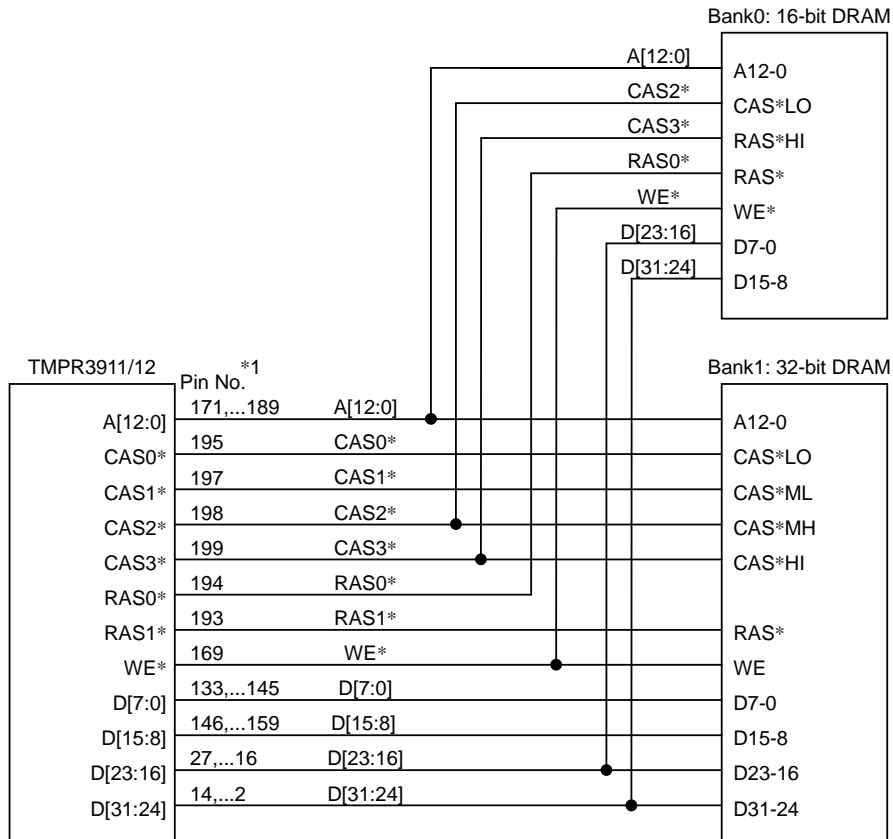 Bank0: 16-bit DRAM
A[12:0]
A12-0
CAS2*
CAS*LO
CAS3*
RAS*HI
RAS0*
RAS*
WE*
WE*
D[23:16]
D7-0
D[31:24]
D15-8
TMPR3911/12
*1
Pin No.
Bank1: 32-bit DRAM
A[12:0]
171,...189
A[12:0]
A12-0
CAS0*
195
CAS0*
CAS*LO
CAS1*
197
CAS1*
CAS*ML
CAS2*
198
CAS2*
CAS*MH
CAS3*
199
CAS3*
CAS*HI
RAS0*
194
RAS0*
RAS1*
193
RAS1*
RAS*
WE*
169
WE*
WE
D[7:0]
133,...145
D[7:0]
D7-0
D[15:8]
146,...159
D[15:8]
D15-8
D[23:16]
27,...16
D[23:16]
D23-16
D[31:24]
14,...2
D[31:24]
D31-24